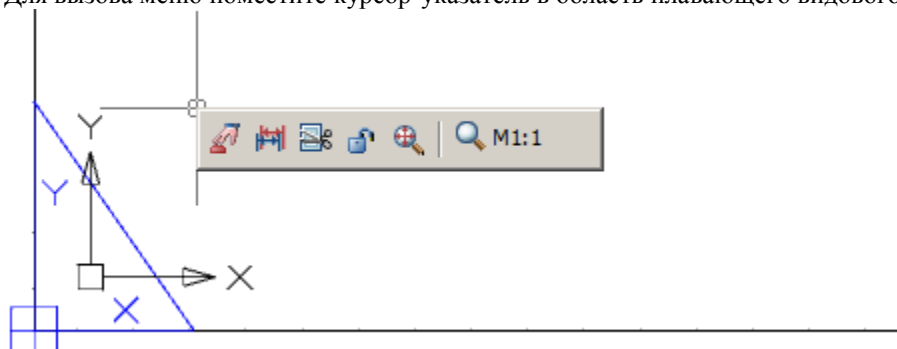 Для вызова меню поместите курсор-указатель в область плавающего видового
Y
M1:1
Y
X
X